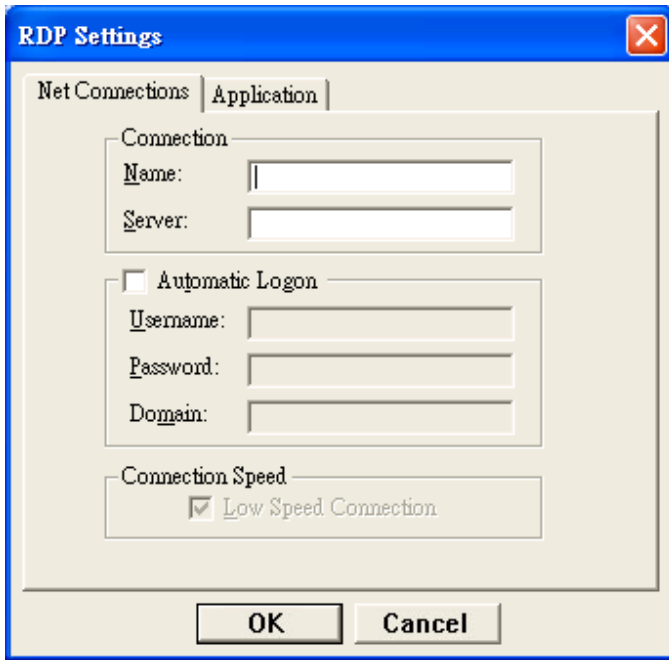 RDP Settings
Net Connections
Application
Connection
Name:
Server:
Automatic Logon
Username:
Password:
Domain:
Connection Speed
Low Speed Connection
OK
Cancel